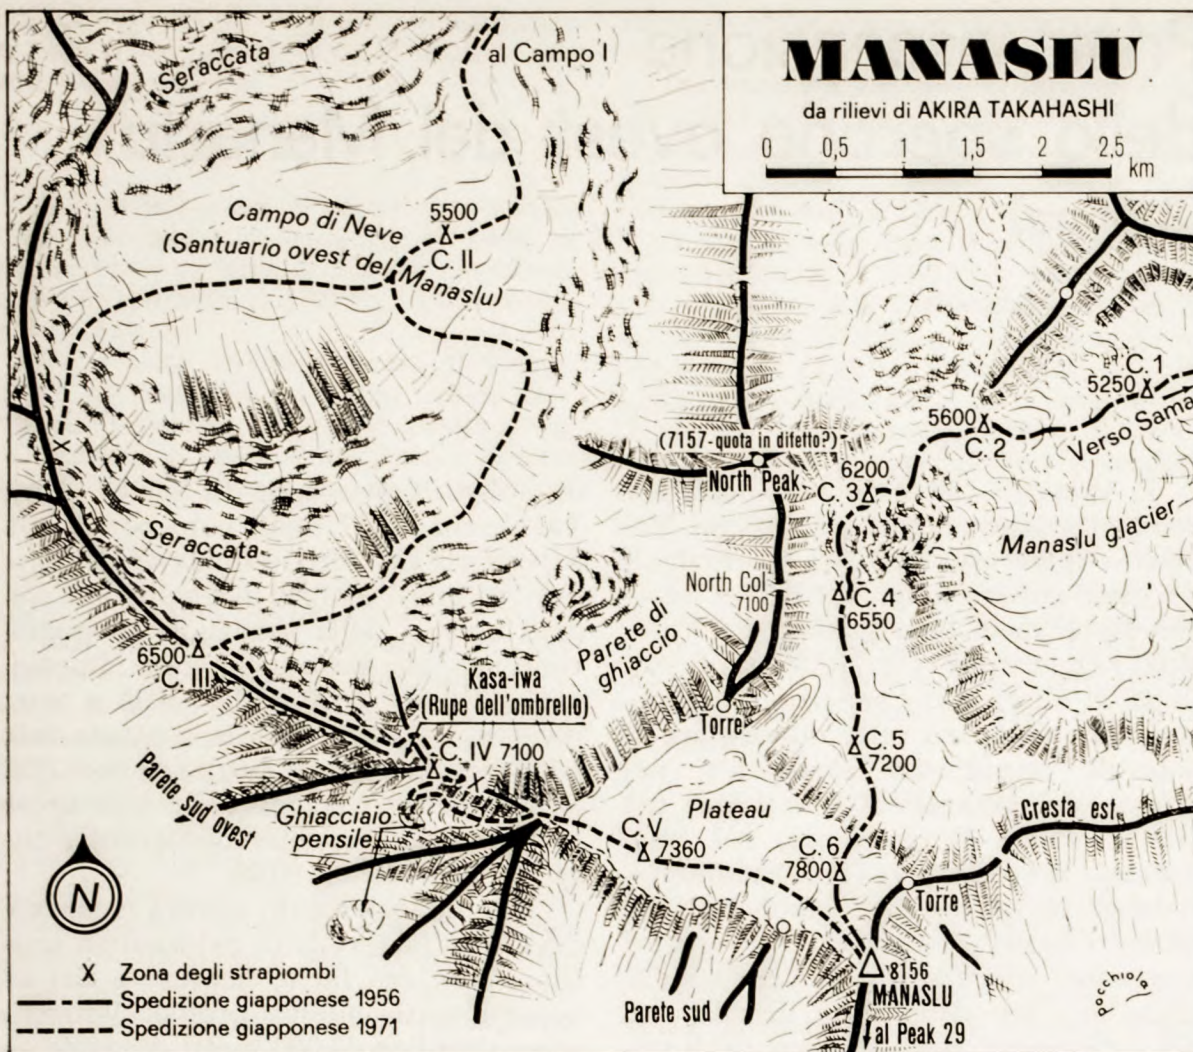 MANASLU
da rilievi di AKIRA TAKAHASHI
0 0,5 1 1,5 2 2,5 km
al Campo I
Seraccata
Campo di Neve
(Santuario ovest del Manaslu)
5500
C. II
C. 1
5250
Verso Sama
5600
C. 2
(7157-quota in difetto?)
North Peak
6200
C. 3
Manaslu glacier
Seraccata
North Col
7100
C. 4
6550
Parete di
ghiaccio
6500
C. III
Kasa-iwa
(Rupe dell'ombrello)
Torre
C. IV 7100
C. 5
7200
Parete sud ovest
Ghiacciaio
pensile
Plateau
Cresta est
C. V
7360
C. 6
7800
Torre
N
8156
MANASLU
Parete sud
al Peak 29
pocchiola
X Zona degli strapiombi
Spedizione giapponese 1956
Spedizione giapponese 1971